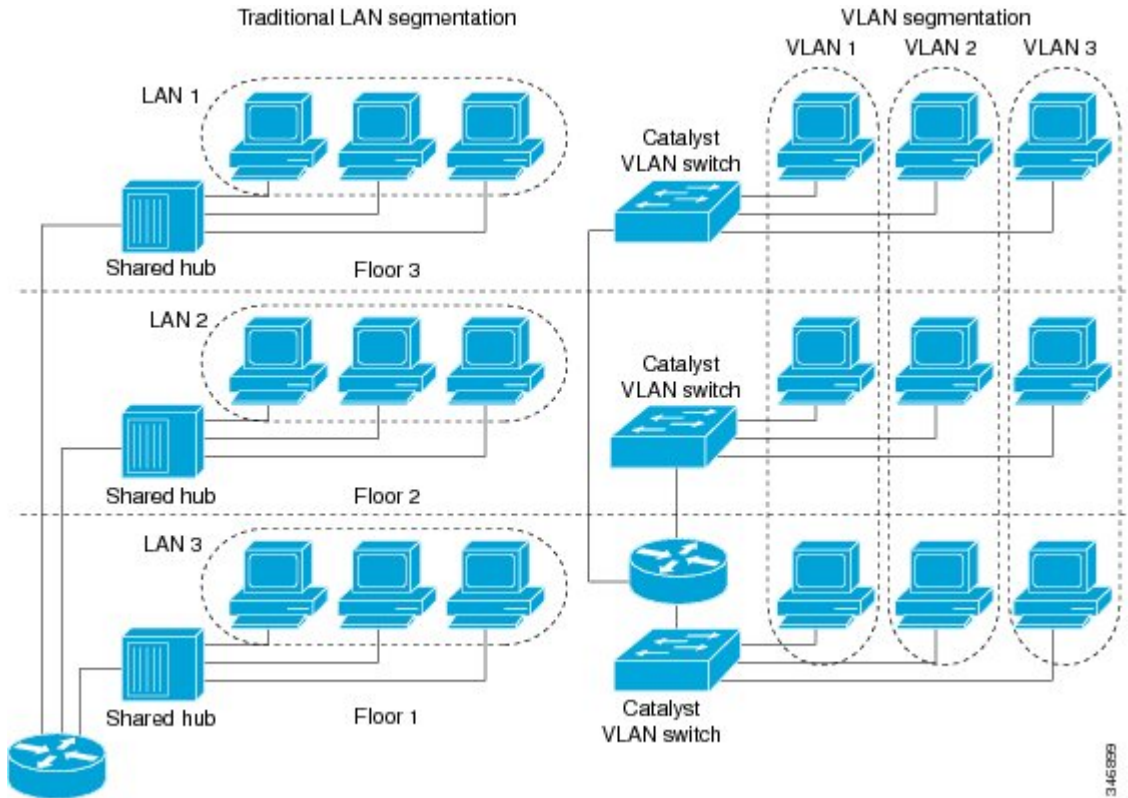 Traditional LAN segmentation
VLAN segmentation
VLAN 1
VLAN 2
VLAN 3
LAN 1
Catalyst
VLAN switch
Shared hub
Floor 3
LAN 2
Catalyst
VLAN switch
Shared hub
Floor 2
LAN 3
Shared hub
Floor 1
Catalyst
VLAN switch
346899